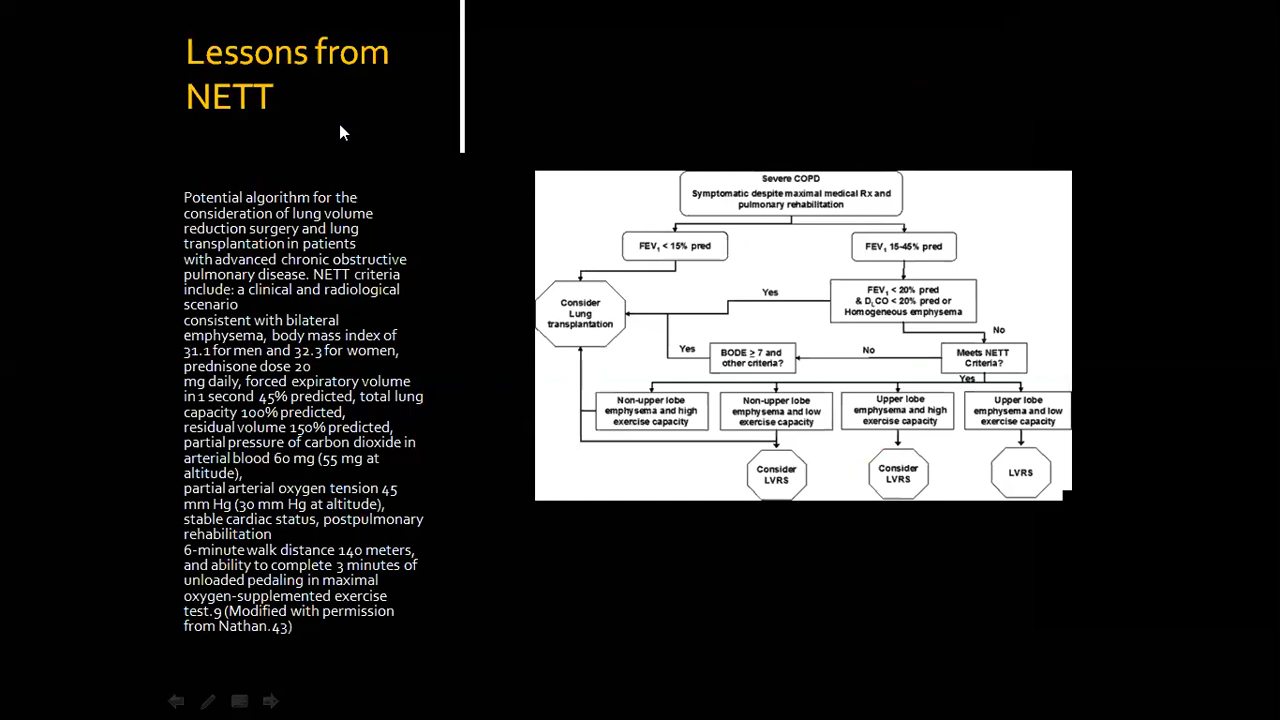 Lessons from
NETT
Potential algorithm for the
consideration of lung volume
reduction surgery and lung
transplantation in patients
with advanced chronic obstructive
pulmonary disease. NETT criteria
include: a clinical and radiological
scenario
consistent with bilateral
emphysema, body mass index of
31.1 for men and 32.3 for women,
prednisone dose 20
mg daily, forced expiratory volume
in 1 second 45% predicted, total lung
capacity 100% predicted,
residual volume 150% predicted,
partial pressure of carbon dioxide in
arterial blood 60 mg (55 mg at
altitude),
partial arterial oxygen tension 45
mm Hg (30 mm Hg at altitude),
stable cardiac status, postpulmonary
rehabilitation
6-minute walk distance 140 meters,
and ability to complete 3 minutes of
unloaded pedaling in maximal
oxygen-supplemented exercise
test.9 (Modified with permission
from Nathan.43)
Severe COPD
Symptomatic despite maximal medical Rx and
pulmonary rehabilitation
FEV₁ < 15% pred
FEV₁ 15-45% pred
Consider
Lung
transplantation
Yes
FEV₁ < 20% pred
& DLCO < 20% pred or
Homogeneous emphysema
No
Yes
BODE ≥ 7 and
other criteria?
No
Meets NETT
Criteria?
Yes
Non-upper lobe
emphysema and high
exercise capacity
Non-upper lobe
emphysema and low
exercise capacity
Upper lobe
emphysema and high
exercise capacity
Upper lobe
emphysema and low
exercise capacity
Consider
LVRS
Consider
LVRS
LVRS